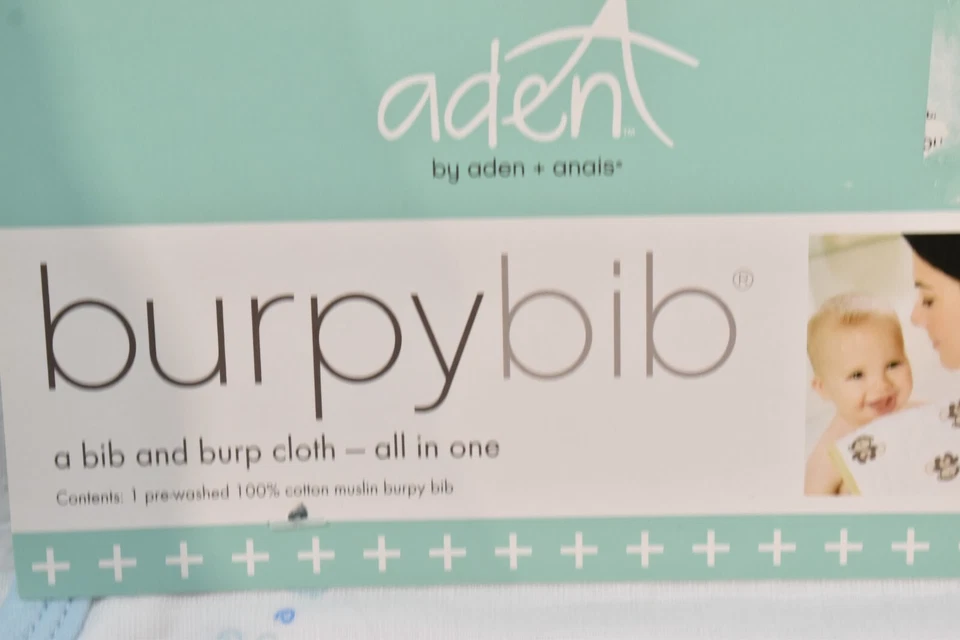 aden™
by aden + anais®
burpybib®
a bib and burp cloth – all in one
Contents: 1 pre-washed 100% cotton muslin burpy bib